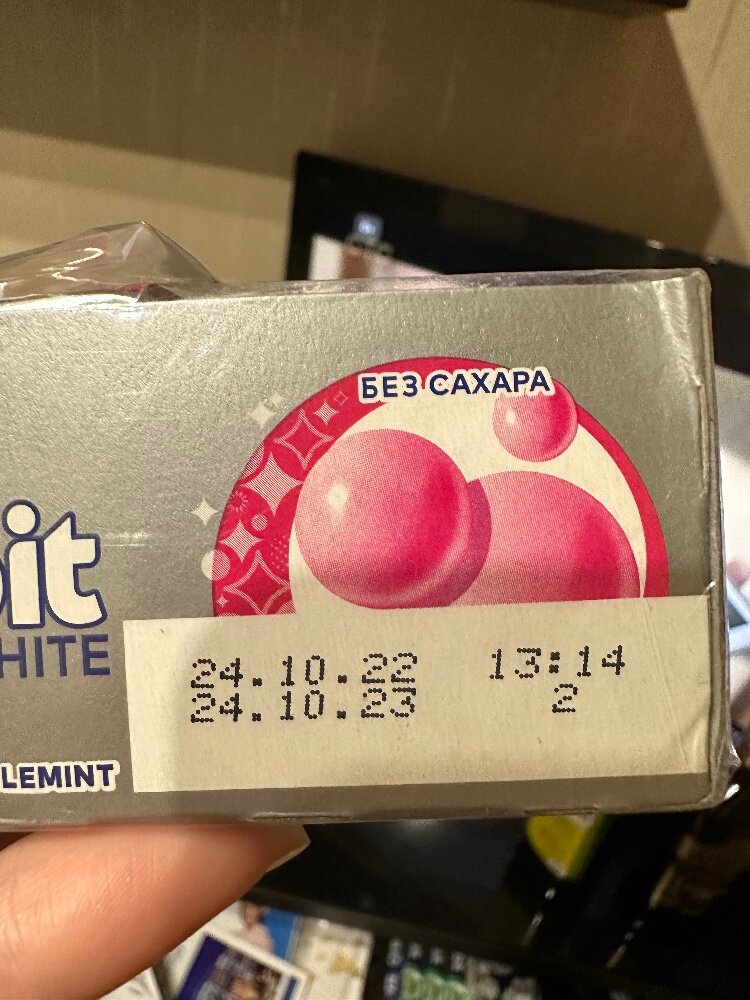 БЕЗ САХАРА
bit
HITE
LEMINT
24.10.22 13:14
24.10.23 2